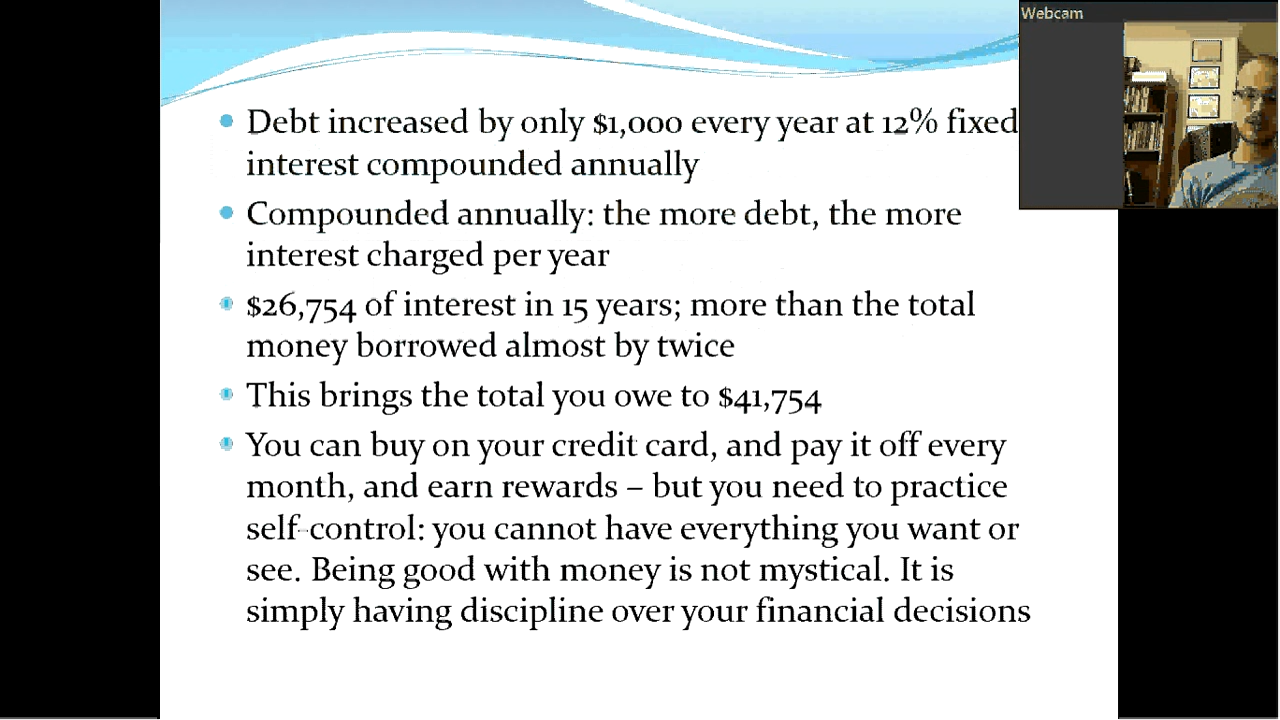 Webcam
Debt increased by only $1,000 every year at 12% fixed
interest compounded annually
Compounded annually: the more debt, the more
interest charged per year
$26,754 of interest in 15 years; more than the total
money borrowed almost by twice
This brings the total you owe to $41,754
You can buy on your credit card, and pay it off every
month, and earn rewards – but you need to practice
self-control: you cannot have everything you want or
see. Being good with money is not mystical. It is
simply having discipline over your financial decisions